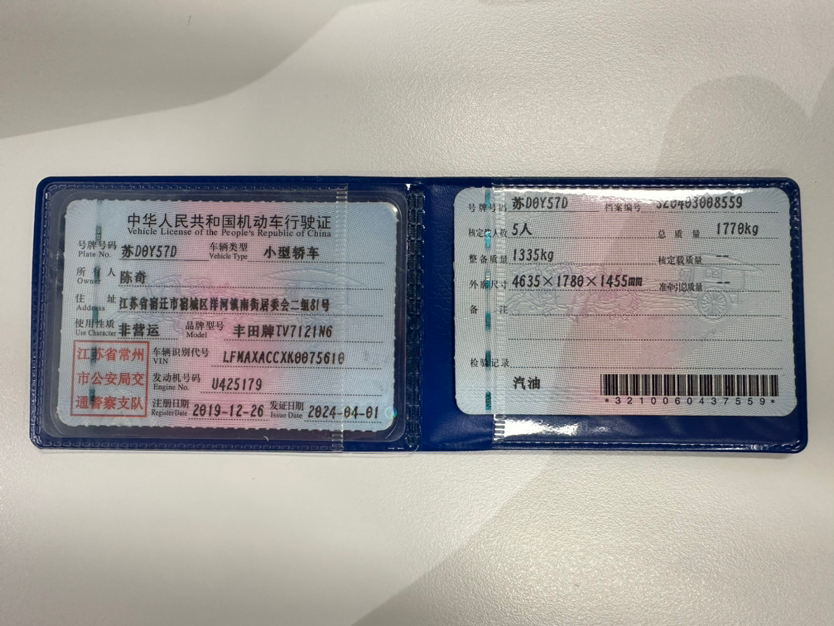 中华人民共和国机动车行驶证
Vehicle License of the People's Republic of China
号牌号码 苏D0Y57D 车辆类型 小型轿车
Plate No. Vehicle Type
所有人 陈奇
Owner
住址 江苏省宿迁市宿城区洋河镇南街居委会二组81号
Address
使用性质 非营运 品牌型号 丰田牌TV7121N6
Use Character Model
江苏省常州
市公安局交
通警察支队
车辆识别代号 LFMAXACCXK0075610
VIN
发动机号码 U425179
Engine No.
注册日期 2019-12-26 发证日期 2024-04-01
Register Date Issue Date
号牌号码 苏D0Y57D 档案编号 320403008559
核定载人数 5人 总质量 1770kg
整备质量 1335kg 核定载质量 --
外廓尺寸 4635×1780×1455mm 准牵引总质量 --
备注
检验记录
汽油
*3210060437559*